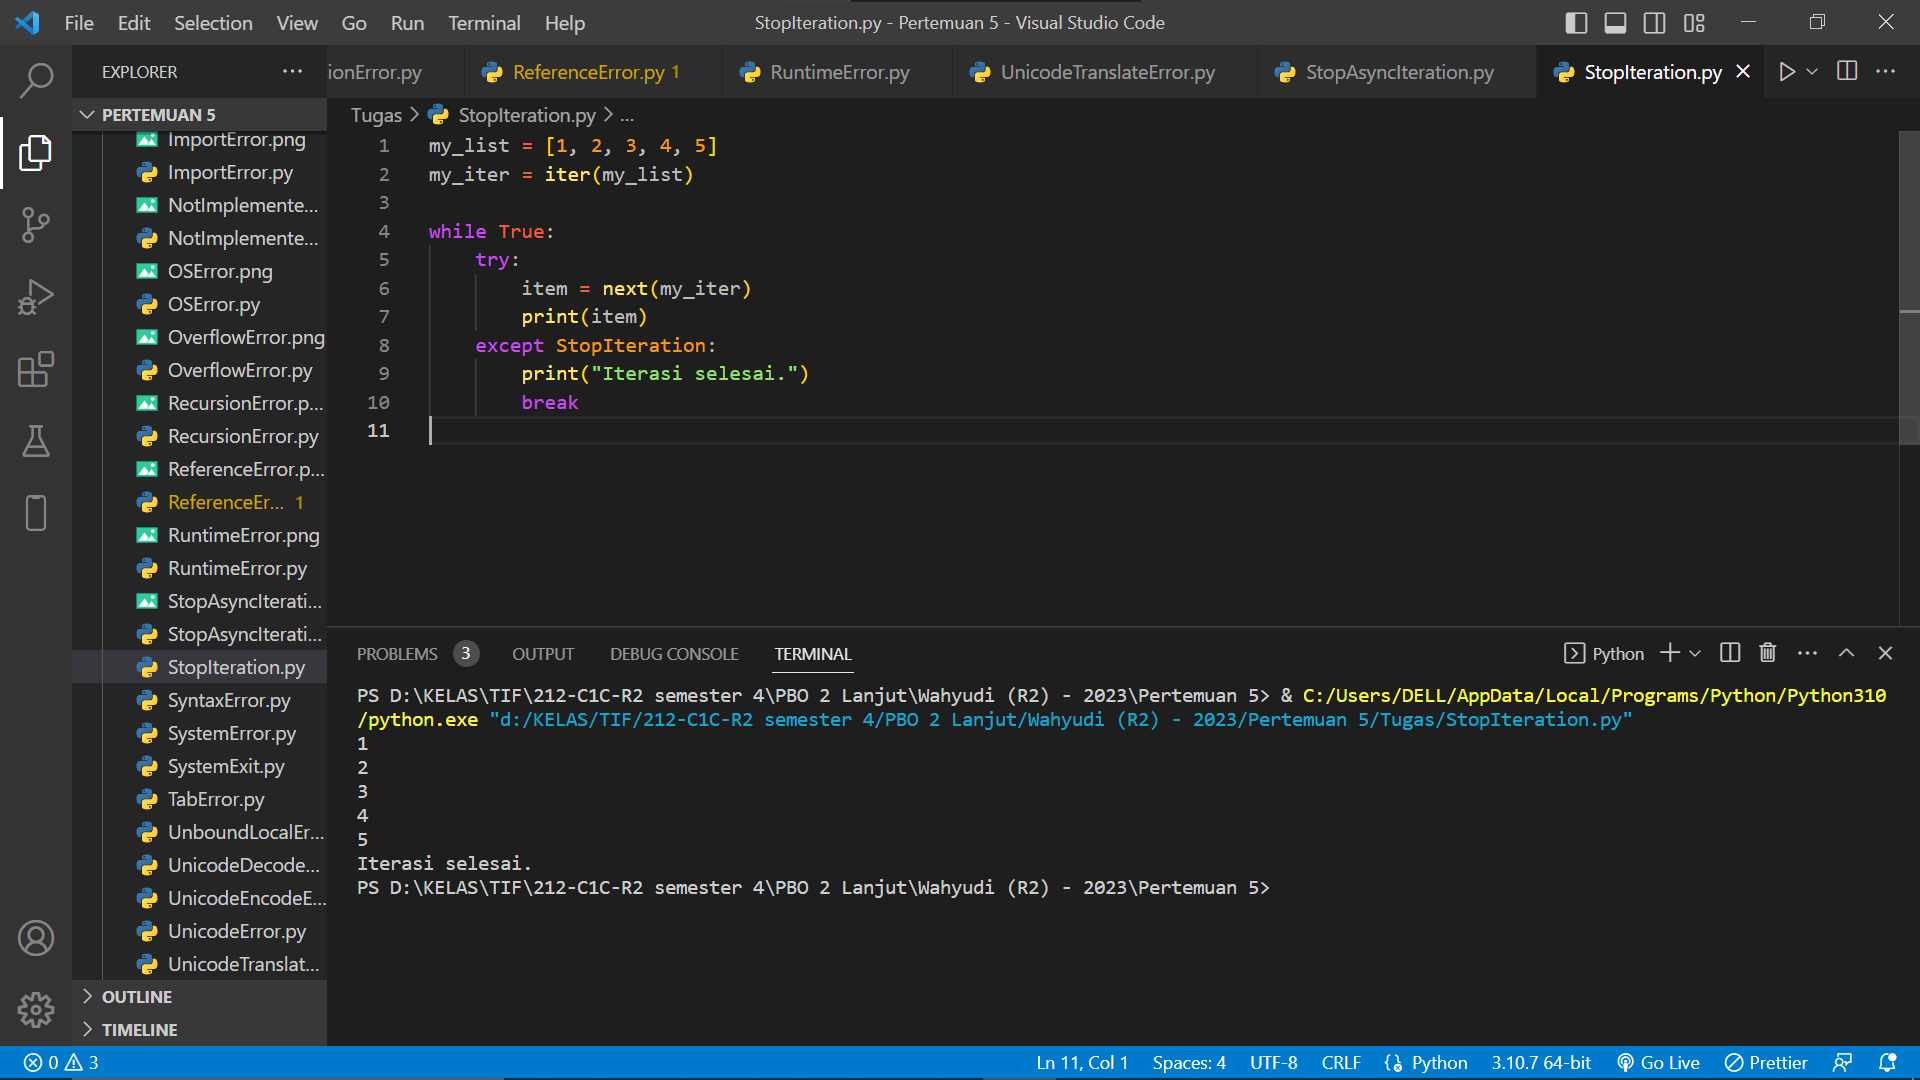 File Edit Selection View Go Run Terminal Help
StopIteration.py - Pertemuan 5 - Visual Studio Code
EXPLORER
ionError.py
ReferenceError.py 1
RuntimeError.py
UnicodeTranslateError.py
StopAsyncIteration.py
StopIteration.py
PERTEMUAN 5
ImportError.png
ImportError.py
NotImplemente...
NotImplemente...
OSError.png
OSError.py
OverflowError.png
OverflowError.py
RecursionError.p...
RecursionError.py
ReferenceError.p...
ReferenceEr... 1
RuntimeError.png
RuntimeError.py
StopAsyncIterati...
StopAsyncIterati...
StopIteration.py
SyntaxError.py
SystemError.py
SystemExit.py
TabError.py
UnboundLocalEr...
UnicodeDecode...
UnicodeEncodeE...
UnicodeError.py
UnicodeTranslat...
OUTLINE
TIMELINE
Tugas > StopIteration.py > ...
1 my_list = [1, 2, 3, 4, 5]
2 my_iter = iter(my_list)
3
4 while True:
5 try:
6 item = next(my_iter)
7 print(item)
8 except StopIteration:
9 print("Iterasi selesai.")
10 break
11
PROBLEMS 3 OUTPUT DEBUG CONSOLE TERMINAL
Python
PS D:\KELAS\TIF\212-C1C-R2 semester 4\PBO 2 Lanjut\Wahyudi (R2) - 2023\Pertemuan 5> & C:/Users/DELL/AppData/Local/Programs/Python/Python310
/python.exe "d:/KELAS/TIF/212-C1C-R2 semester 4/PBO 2 Lanjut/Wahyudi (R2) - 2023/Pertemuan 5/Tugas/StopIteration.py"
1
2
3
4
5
Iterasi selesai.
PS D:\KELAS\TIF\212-C1C-R2 semester 4\PBO 2 Lanjut\Wahyudi (R2) - 2023\Pertemuan 5>
0 3
Ln 11, Col 1 Spaces: 4 UTF-8 CRLF Python 3.10.7 64-bit Go Live Prettier